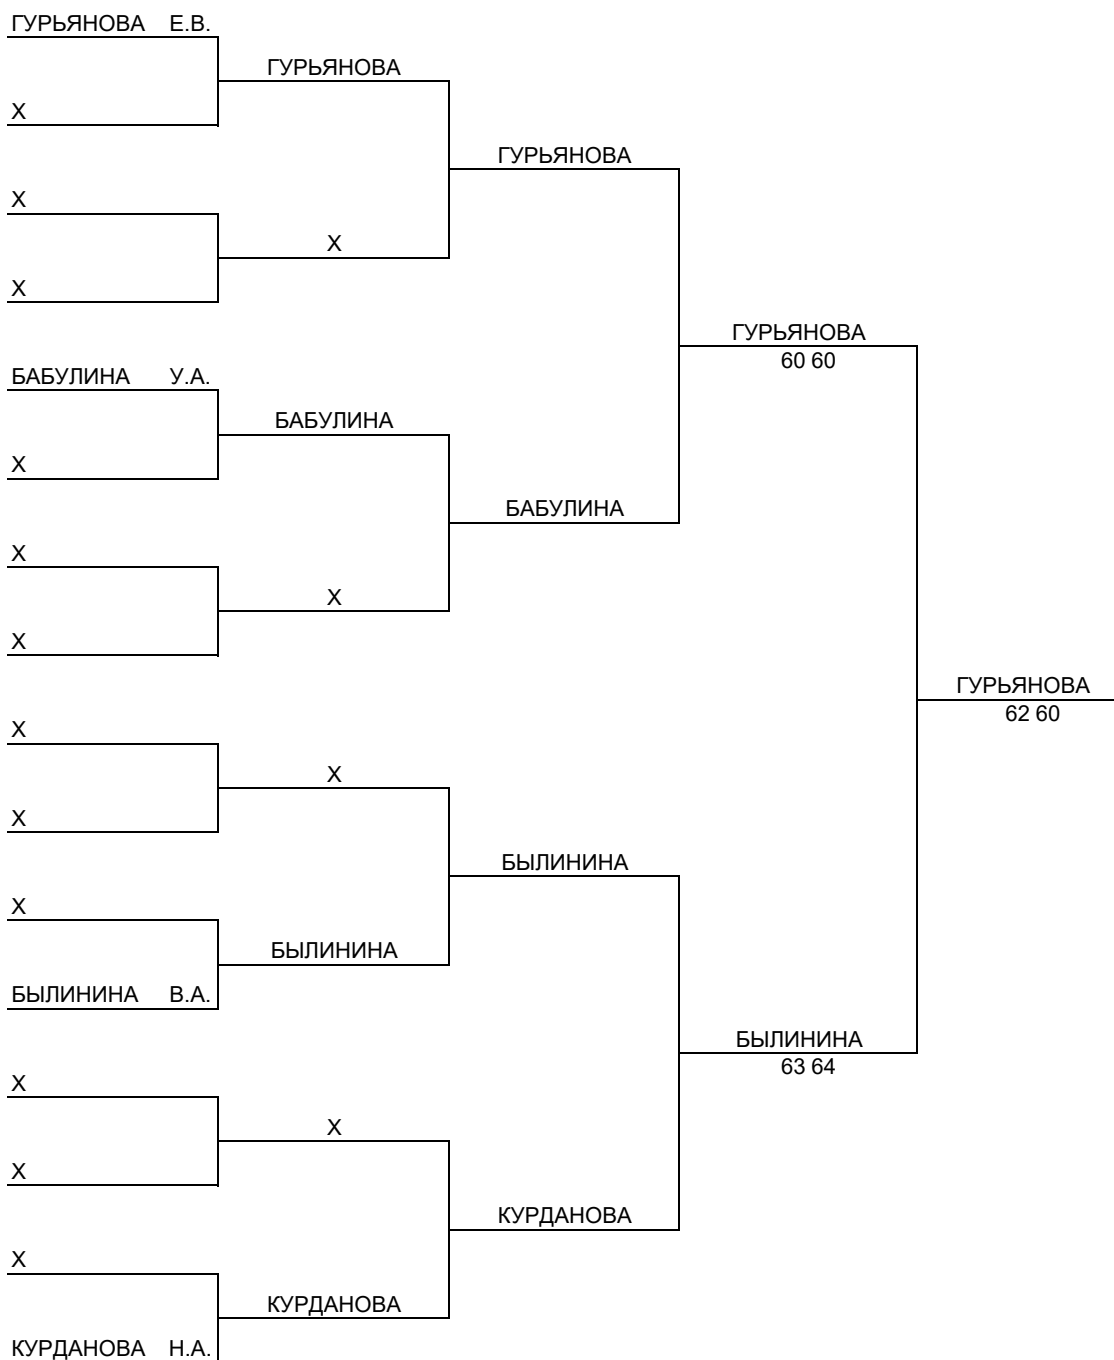 ГУРЬЯНОВА Е.В.
ГУРЬЯНОВА
Х
ГУРЬЯНОВА
Х
Х
Х
ГУРЬЯНОВА
60 60
БАБУЛИНА У.А.
БАБУЛИНА
Х
БАБУЛИНА
Х
Х
Х
ГУРЬЯНОВА
62 60
Х
Х
Х
БЫЛИНИНА
Х
БЫЛИНИНА
БЫЛИНИНА В.А.
БЫЛИНИНА
63 64
Х
Х
Х
КУРДАНОВА
Х
КУРДАНОВА
КУРДАНОВА Н.А.